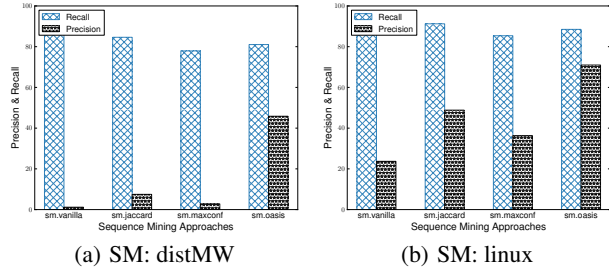 100
80
60
40
20
0
Precision & Recall
Recall
Precision
sm.vanilla sm.jaccard sm.maxconf sm.oasis
Sequence Mining Approaches
(a) SM: distMW
100
80
60
40
20
0
Precision & Recall
Recall
Precision
sm.vanilla sm.jaccard sm.maxconf sm.oasis
Sequence Mining Approaches
(b) SM: linux